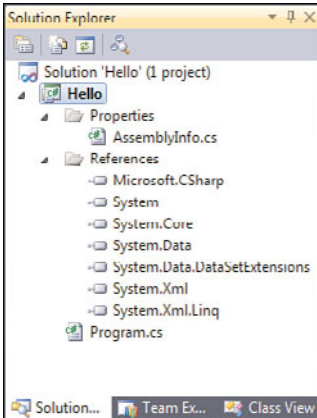 Solution Explorer
Solution 'Hello' (1 project)
Hello
Properties
AssemblyInfo.cs
References
Microsoft.CSharp
System
System.Core
System.Data
System.Data.DataSetExtensions
System.Xml
System.Xml.Linq
Program.cs
Solution... Team Ex... Class View